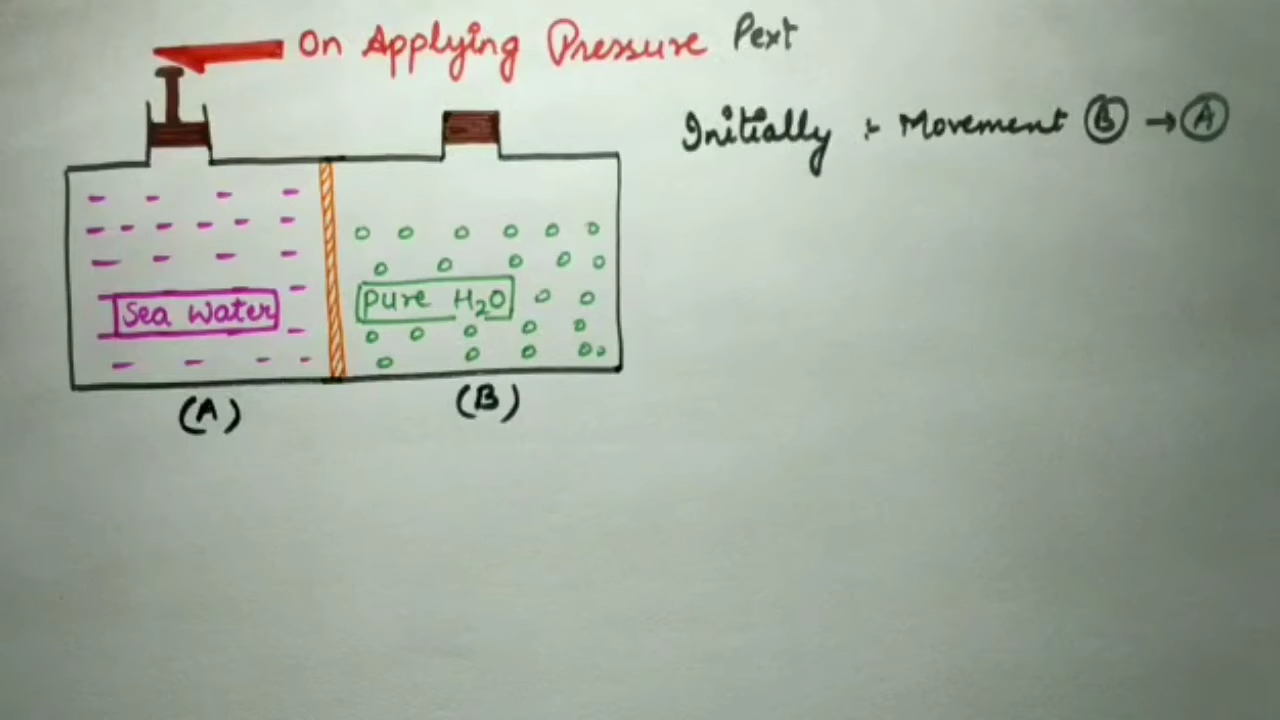 On Applying Pressure Pext
Initially :- Movement B → A
Sea Water
Pure H₂O
(A)
(B)